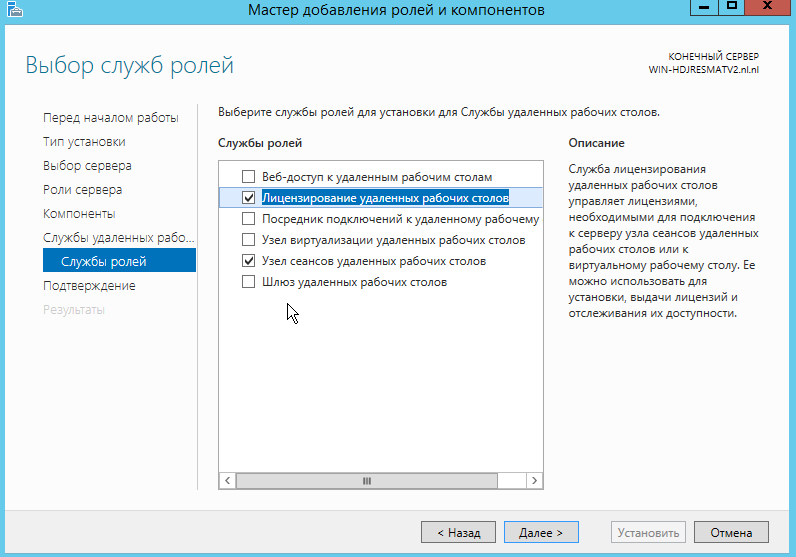 Мастер добавления ролей и компонентов
Выбор служб ролей
КОНЕЧНЫЙ СЕРВЕР
WIN-HDJRESMATV2.nl.nl
Перед началом работы
Тип установки
Выбор сервера
Роли сервера
Компоненты
Службы удаленных рабо...
Службы ролей
Подтверждение
Результаты
Выберите службы ролей для установки для Службы удаленных рабочих столов.
Службы ролей
Веб-доступ к удаленным рабочим столам
Лицензирование удаленных рабочих столов
Посредник подключений к удаленному рабочему
Узел виртуализации удаленных рабочих столов
Узел сеансов удаленных рабочих столов
Шлюз удаленных рабочих столов
Описание
Служба лицензирования
удаленных рабочих столов
управляет лицензиями,
необходимыми для подключения
к серверу узла сеансов удаленных
рабочих столов или к
виртуальному рабочему столу. Ее
можно использовать для
установки, выдачи лицензий и
отслеживания их доступности.
< Назад
Далее >
Установить
Отмена